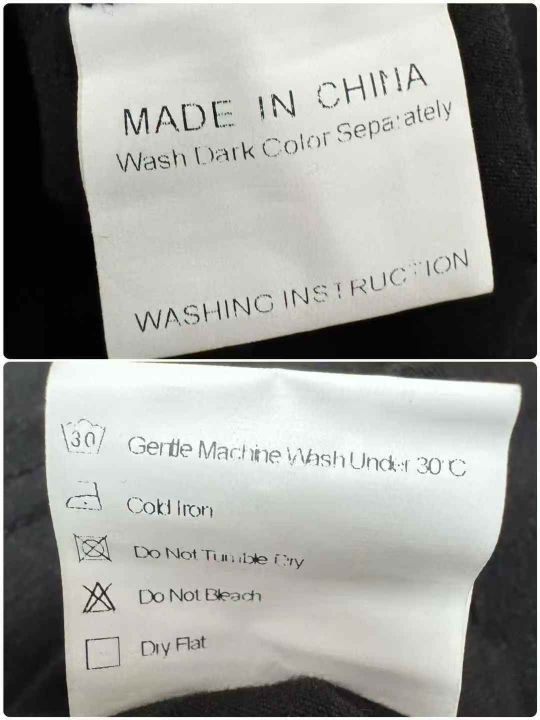 MADE IN CHINA
Wash Dark Color Separately
WASHING INSTRUCTION
30 Gentle Machine Wash Under 30°C
Cold Iron
Do Not Tumble Dry
Do Not Bleach
Dry Flat